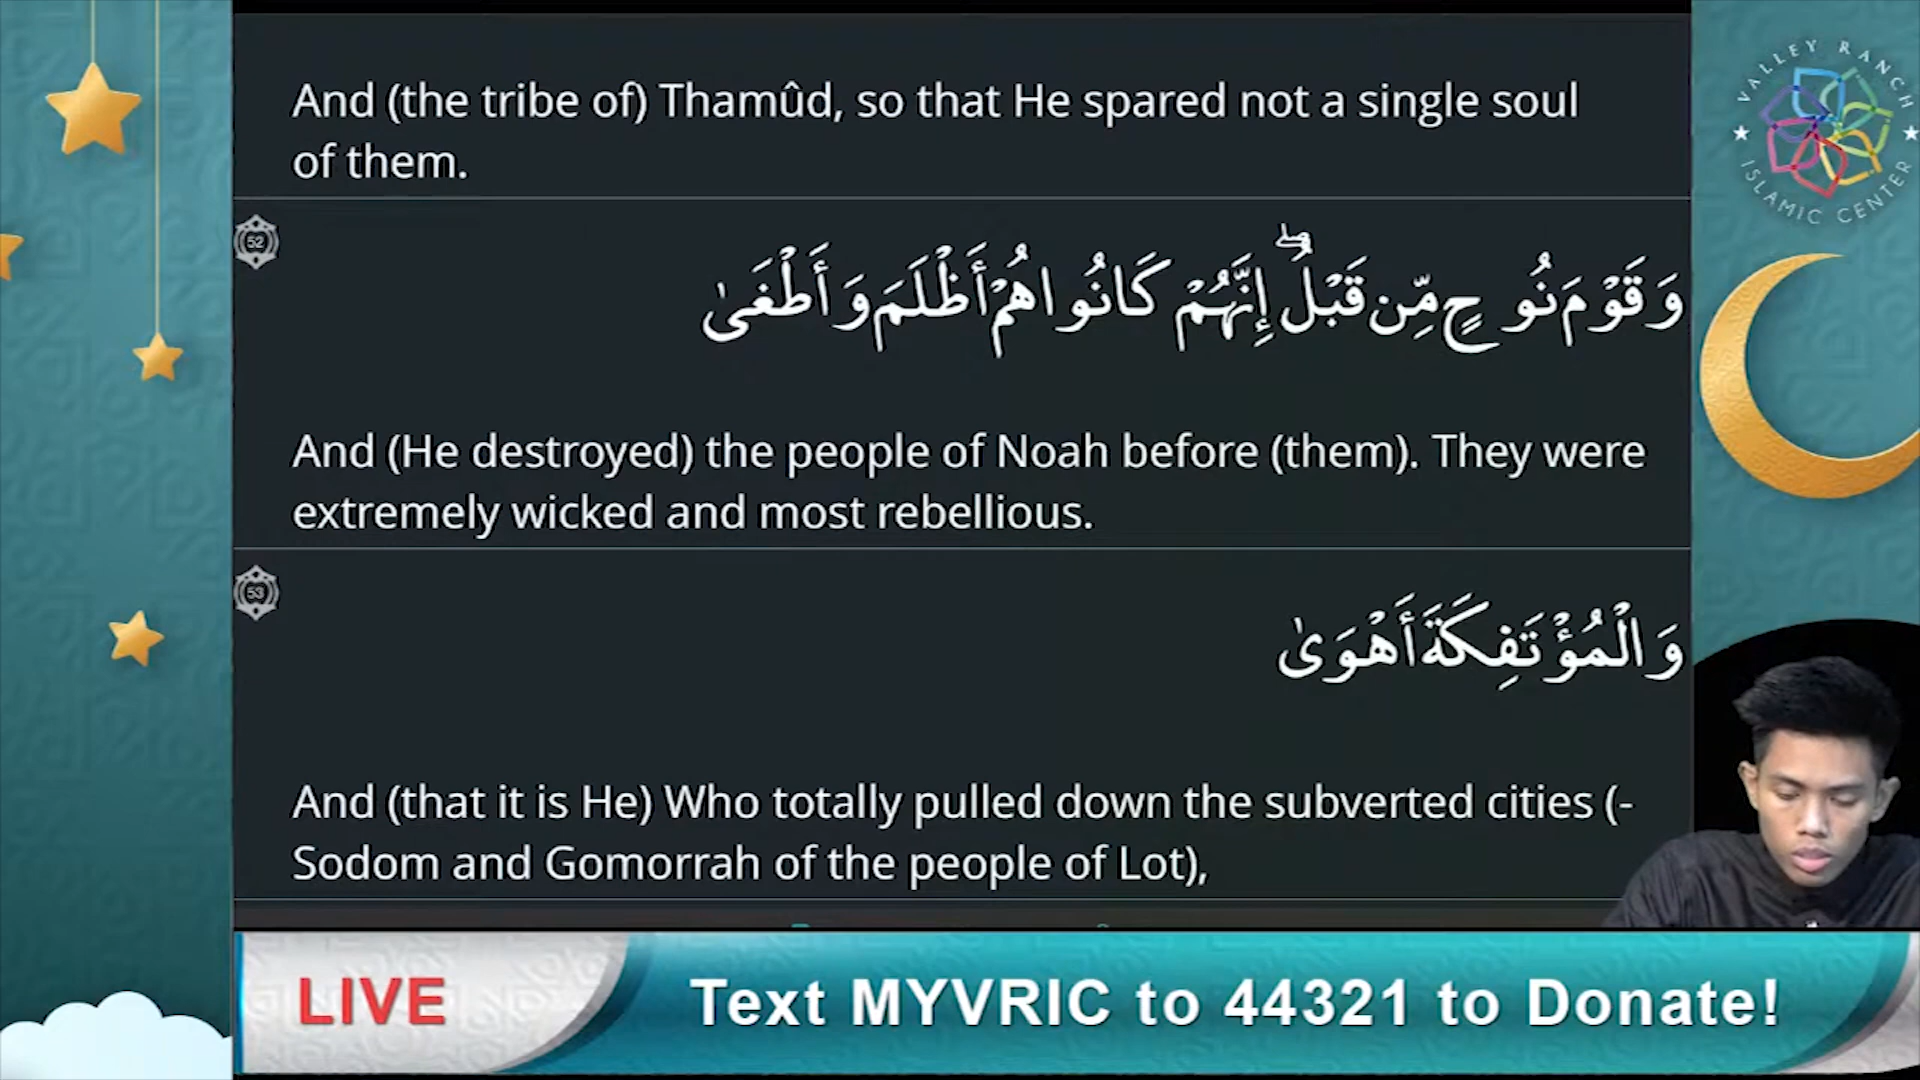 And (the tribe of) Thamûd, so that He spared not a single soul
of them.
VALLEY RANCH
ISLAMIC CENTER
52
وَقَوْمَ نُوحٍ مِّن قَبْلُ ۖ إِنَّهُمْ كَانُوا هُمْ أَظْلَمَ وَأَطْغَىٰ
And (He destroyed) the people of Noah before (them). They were
extremely wicked and most rebellious.
53
وَالْمُؤْتَفِكَةَ أَهْوَىٰ
And (that it is He) Who totally pulled down the subverted cities (-
Sodom and Gomorrah of the people of Lot),
LIVE
Text MYVRIC to 44321 to Donate!